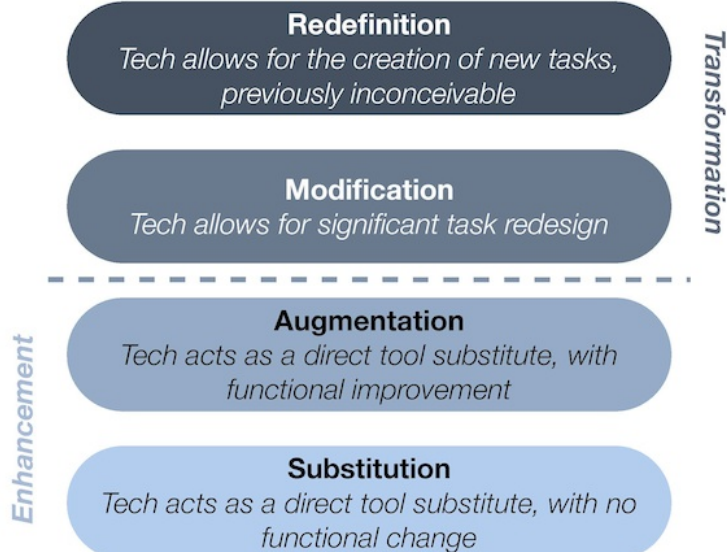 Redefinition
Tech allows for the creation of new tasks,
previously inconceivable
Transformation
Modification
Tech allows for significant task redesign
Augmentation
Tech acts as a direct tool substitute, with
functional improvement
Enhancement
Substitution
Tech acts as a direct tool substitute, with no
functional change